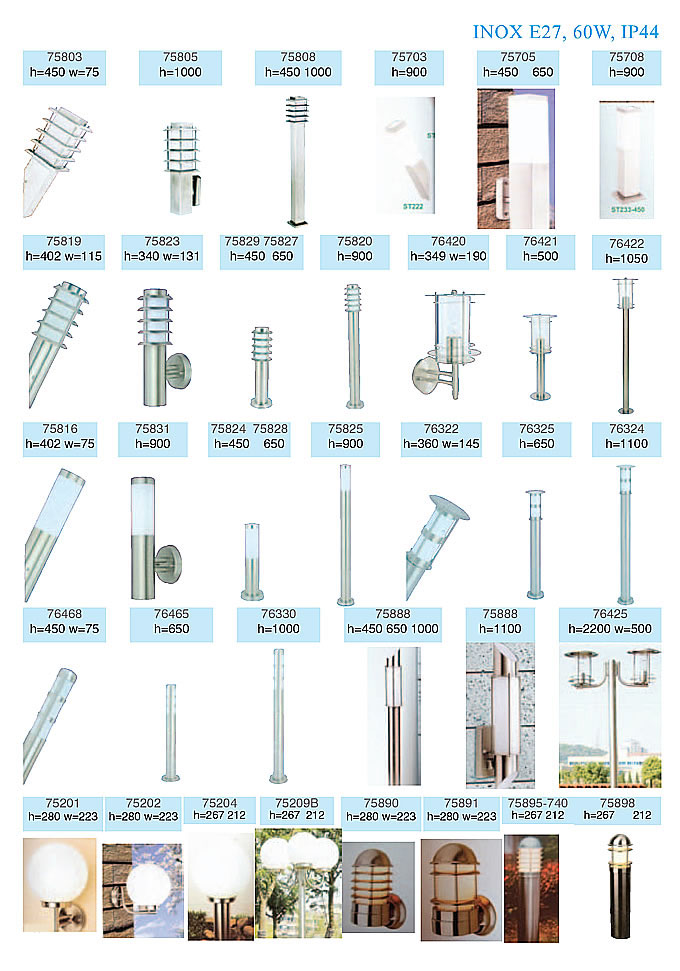 INOX E27, 60W, IP44
75803 75805 75808 75703 75705 75708
h=450 w=75 h=1000 h=450 1000 h=900 h=450 650 h=900
ST
ST222
ST233-450
75819 75823 75829 75827 75820 76420 76421 76422
h=402 w=115 h=340 w=131 h=450 650 h=900 h=349 w=190 h=500 h=1050
75816 75831 75824 75828 75825 76322 76325 76324
h=402 w=75 h=900 h=450 650 h=900 h=360 w=145 h=650 h=1100
76468 76465 76330 75888 75888 76425
h=450 w=75 h=650 h=1000 h=450 650 1000 h=1100 h=2200 w=500
75201 75202 75204 75209B 75890 75891 75895-740 75898
h=280 w=223 h=280 w=223 h=267 212 h=267 212 h=280 w=223 h=280 w=223 h=267 212 h=267 212